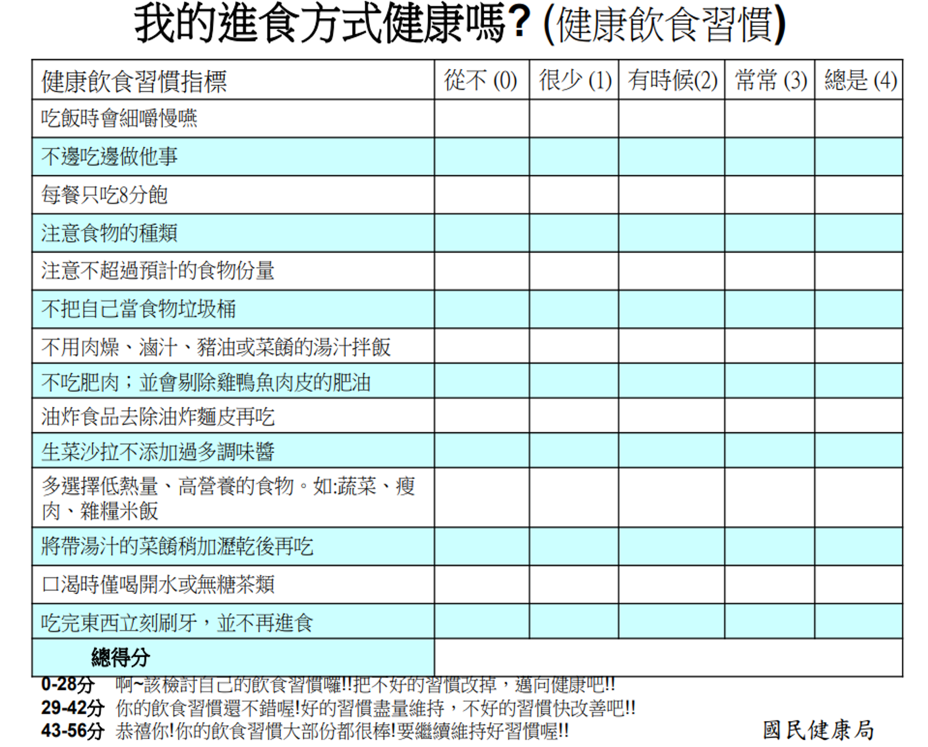 我的進食方式健康嗎? (健康飲食習慣)
健康飲食習慣指標 從不 (0) 很少 (1) 有時候(2) 常常 (3) 總是 (4)
吃飯時會細嚼慢嚥
不邊吃邊做他事
每餐只吃8分飽
注意食物的種類
注意不超過預計的食物份量
不把自己當食物垃圾桶
不用肉燥、滷汁、豬油或菜餚的湯汁拌飯
不吃肥肉；並會剔除雞鴨魚肉皮的肥油
油炸食品去除油炸麵皮再吃
生菜沙拉不添加過多調味醬
多選擇低熱量、高營養的食物。如:蔬菜、瘦
肉、雜糧米飯
將帶湯汁的菜餚稍加瀝乾後再吃
口渴時僅喝開水或無糖茶類
吃完東西立刻刷牙，並不再進食
總得分
0-28分 啊~該檢討自己的飲食習慣囉!!把不好的習慣改掉，邁向健康吧!!
29-42分 你的飲食習慣還不錯喔!好的習慣盡量維持，不好的習慣快改善吧!!
43-56分 恭禧你!你的飲食習慣大部份都很棒!要繼續維持好習慣喔!!
國民健康局